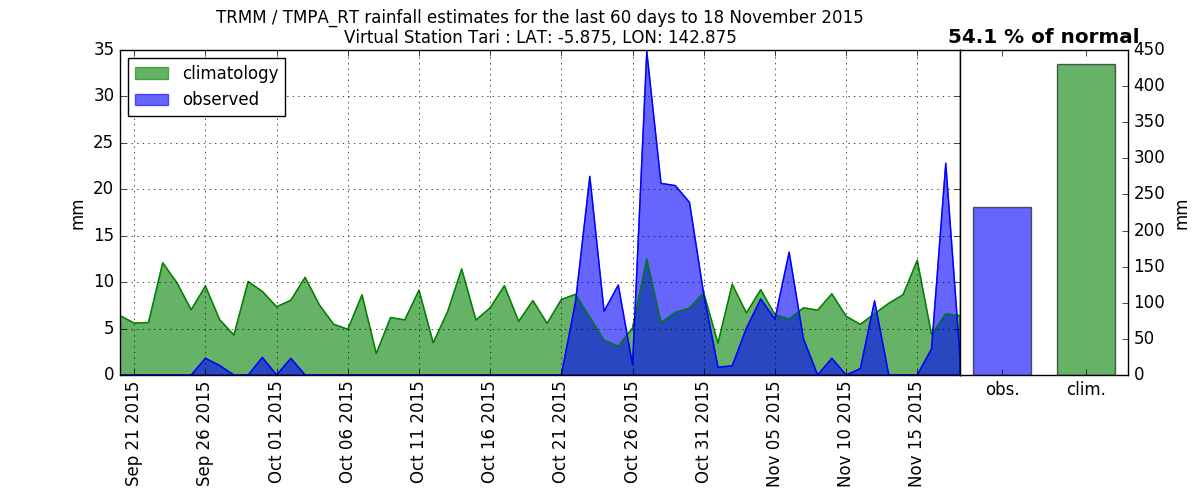 TRMM / TMPA_RT rainfall estimates for the last 60 days to 18 November 2015
Virtual Station Tari : LAT: -5.875, LON: 142.875
54.1 % of normal
climatology
observed
35
30
25
20
15
10
5
0
mm
Sep 21 2015
Sep 26 2015
Oct 01 2015
Oct 06 2015
Oct 11 2015
Oct 16 2015
Oct 21 2015
Oct 26 2015
Oct 31 2015
Nov 05 2015
Nov 10 2015
Nov 15 2015
obs.
clim.
450
400
350
300
250
200
150
100
50
0
mm